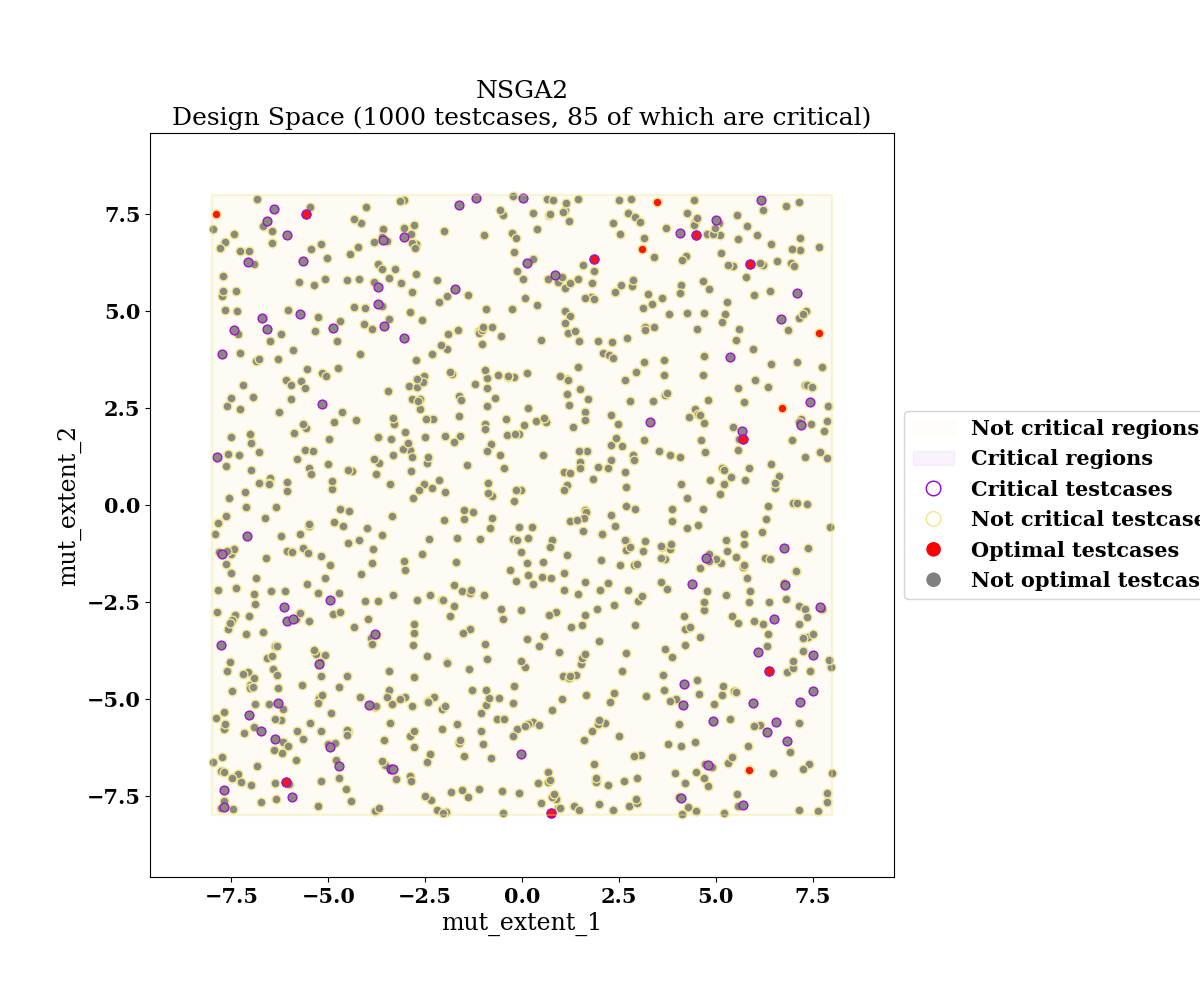 NSGA2
Design Space (1000 testcases, 85 of which are critical)
7.5
5.0
2.5
0.0
−2.5
−5.0
−7.5
mut_extent_2
−7.5 −5.0 −2.5 0.0 2.5 5.0 7.5
mut_extent_1
Not critical regions
Critical regions
Critical testcases
Not critical testcase
Optimal testcases
Not optimal testcas